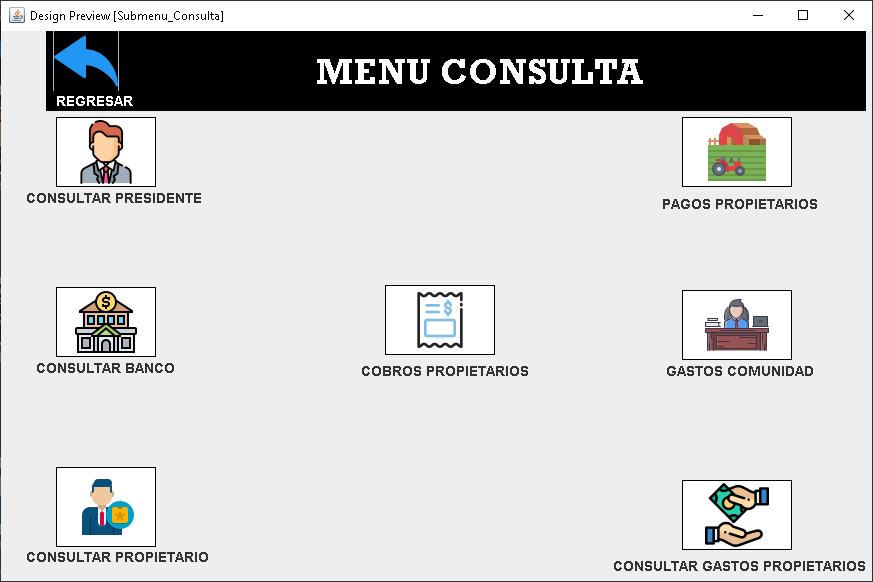 Design Preview [Submenu_Consulta]
MENU CONSULTA
REGRESAR
CONSULTAR PRESIDENTE
PAGOS PROPIETARIOS
CONSULTAR BANCO
COBROS PROPIETARIOS
GASTOS COMUNIDAD
CONSULTAR PROPIETARIO
CONSULTAR GASTOS PROPIETARIOS